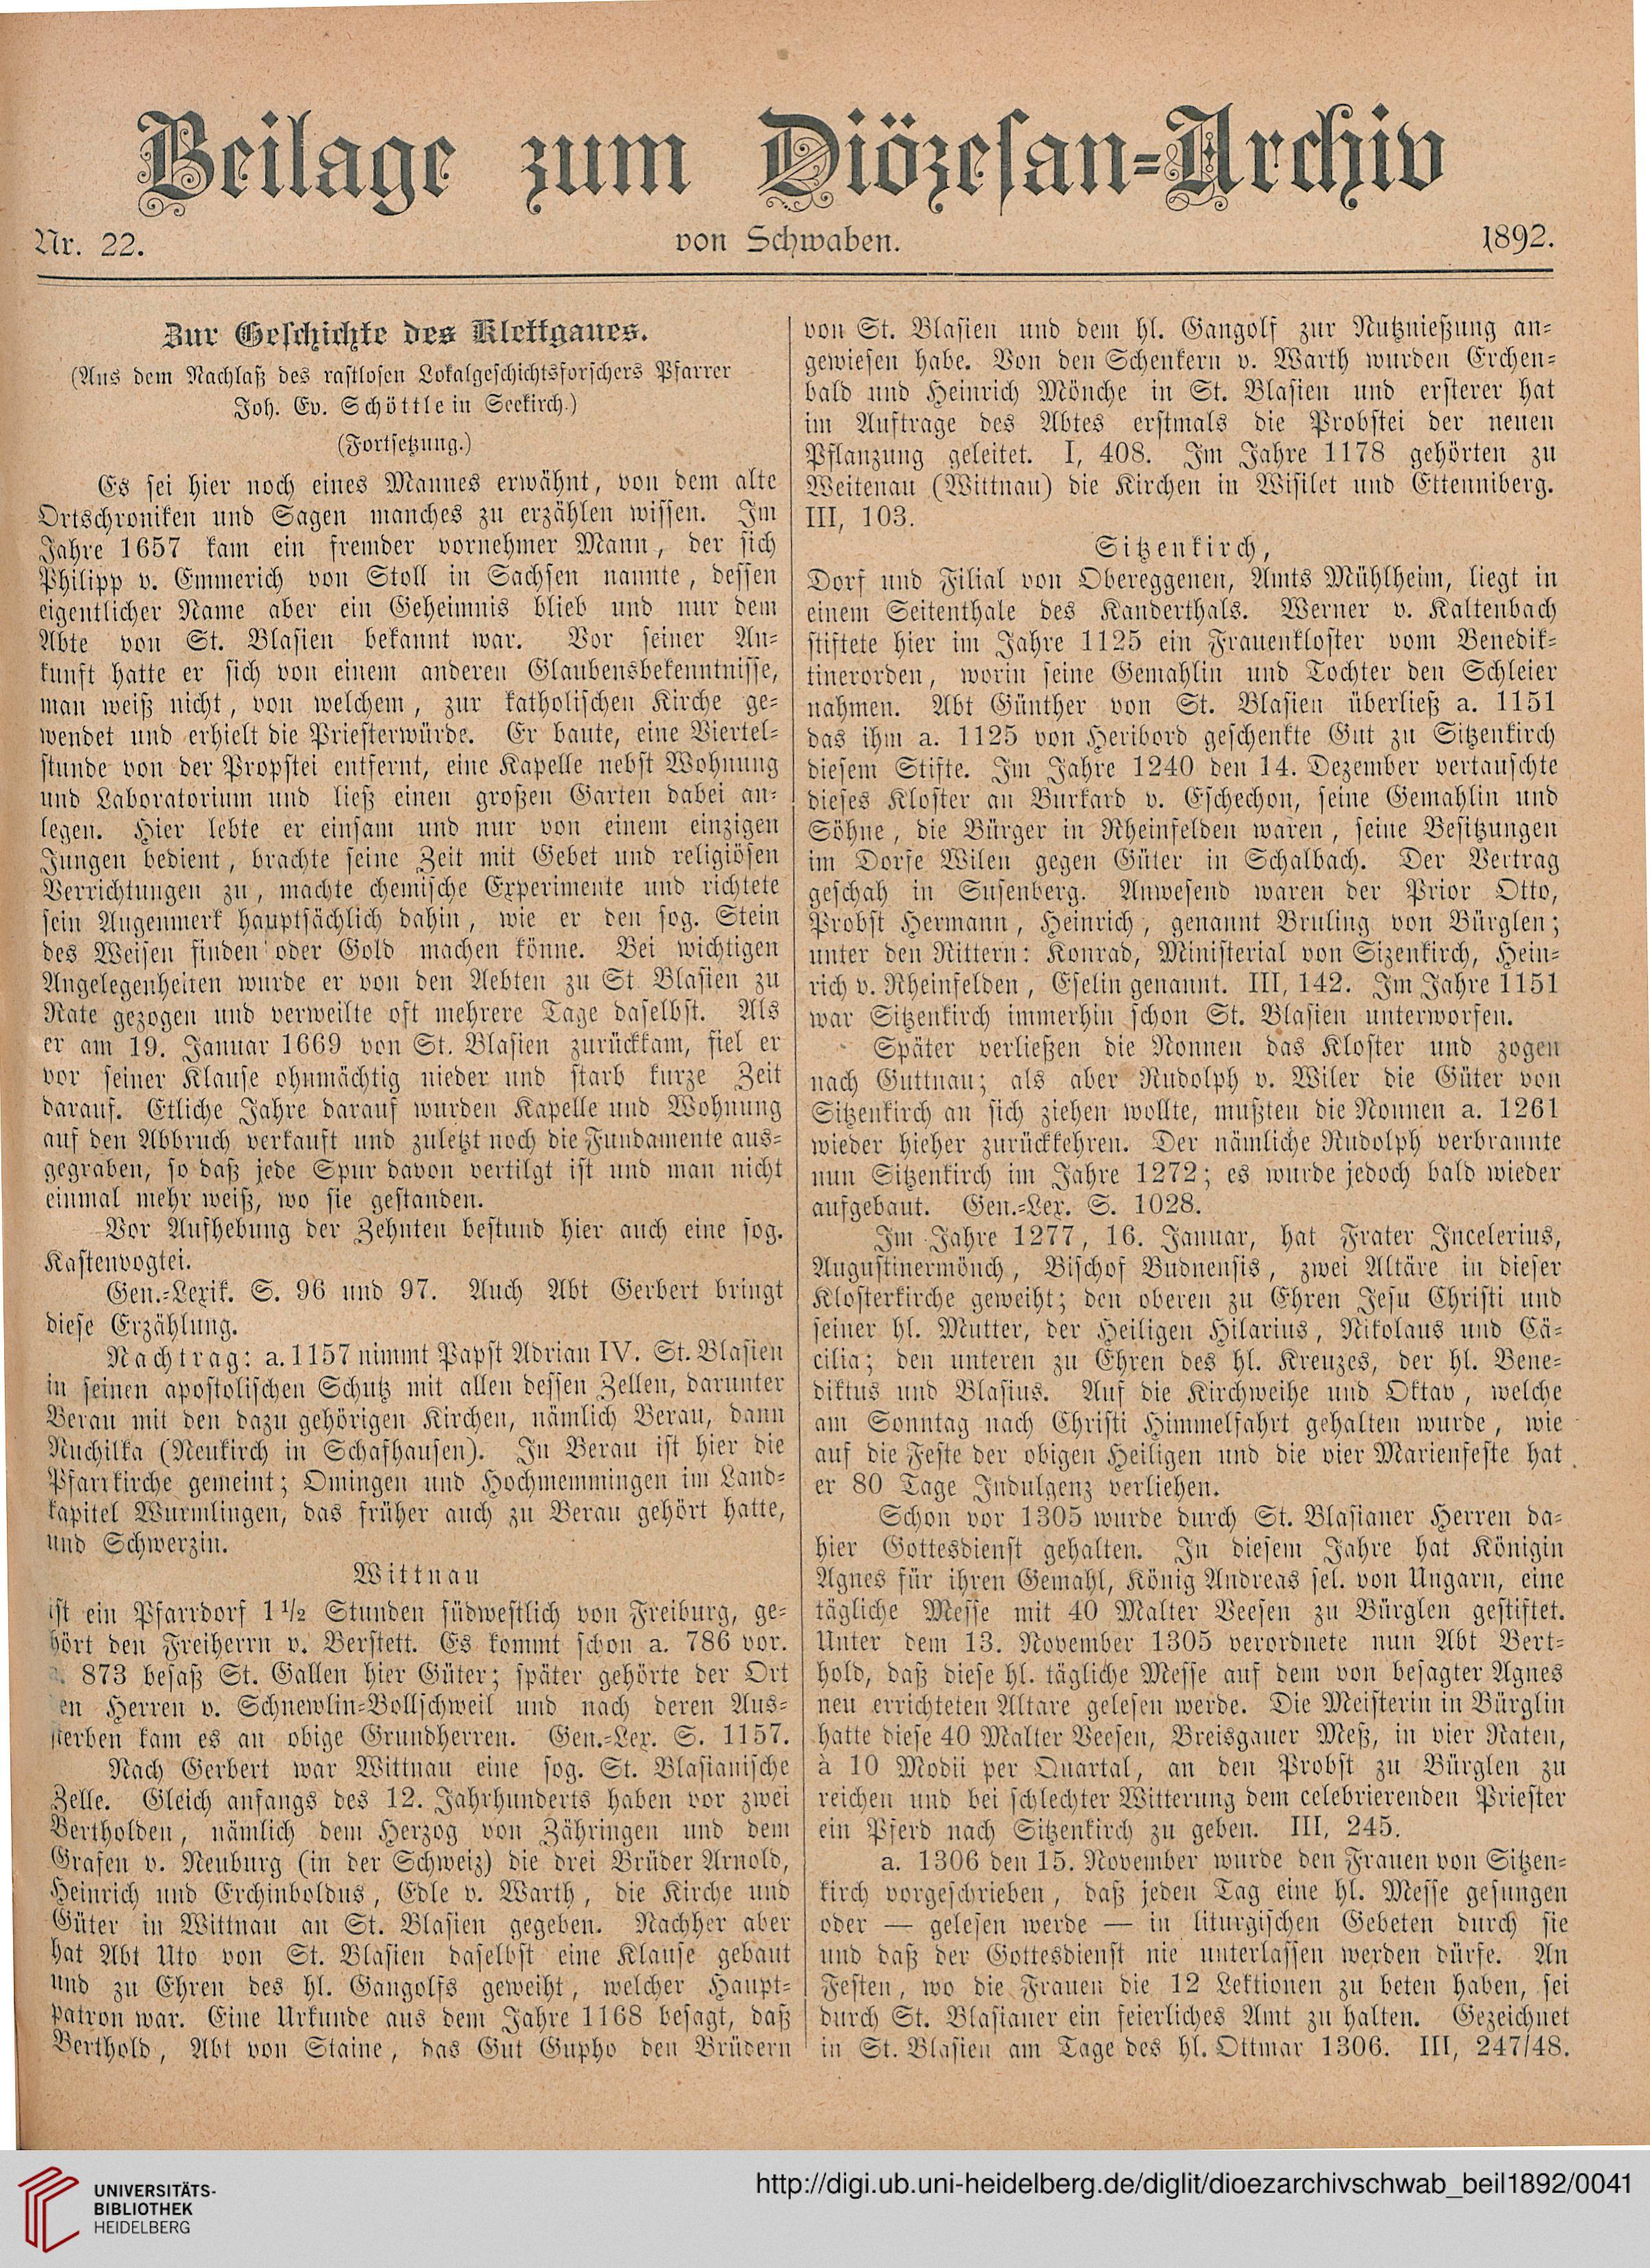 Beilage zum Diözesan-Archiv
Nr. 22.
von Schwaben.
1892.
Zur Geschichte des Klettgaues.
(Aus dem Nachlaß des rastlosen Lokalgeschichtsforschers Pfarrer
Joh. Ev. Schöttle in Seekirch.)
(Fortsetzung.)
Es sei hier noch eines Mannes erwähnt, von dem alte
Ortschroniken und Sagen manches zu erzählen wissen. Im
Jahre 1657 kam ein fremder vornehmer Mann, der sich
Philipp v. Emmerich von Stoll in Sachsen nannte, dessen
eigentlicher Name aber ein Geheimnis blieb und nur dem
Abte von St. Blasien bekannt war. Vor seiner An-
kunft hatte er sich von einem anderen Glaubensbekenntnisse,
man weiß nicht, von welchem, zur katholischen Kirche ge-
wendet und erhielt die Priesterwürde. Er baute, eine Viertel-
stunde von der Propstei entfernt, eine Kapelle nebst Wohnung
und Laboratorium und ließ einen großen Garten dabei an-
legen. Hier lebte er einsam und nur von einem einzigen
Jungen bedient, brachte seine Zeit mit Gebet und religiösen
Verrichtungen zu, machte chemische Experimente und richtete
sein Augenmerk hauptsächlich dahin, wie er den sog. Stein
des Weisen finden oder Gold machen könne. Bei wichtigen
Angelegenheiten wurde er von den Aebten zu St Blasien zu
Rate gezogen und verweilte oft mehrere Tage daselbst. Als
er am 19. Januar 1669 von St. Blasien zurückkam, fiel er
vor seiner Klause ohnmächtig nieder und starb kurze Zeit
darauf. Etliche Jahre darauf wurden Kapelle und Wohnung
auf den Abbruch verkauft und zuletzt noch die Fundamente aus-
gegraben, so daß jede Spur davon vertilgt ist und man nicht
einmal mehr weiß, wo sie gestanden.
Vor Aufhebung der Zehnten bestund hier auch eine sog.
Kastenvogtei.
Gen.-Lexik. S. 96 und 97. Auch Abt Gerbert bringt
diese Erzählung.
Nachtrag: a. 1157 nimmt Papst Adrian IV. St. Blasien
in seinen apostolischen Schutz mit allen dessen Zellen, darunter
Berau mit den dazu gehörigen Kirchen, nämlich Berau, dann
Nuchilka (Neukirch in Schafhausen). In Berau ist hier die
Pfarrkirche gemeint; Omingen und Hochmemmingen im Land-
kapitel Wurmlingen, das früher auch zu Berau gehört hatte,
und Schwerzin.
Wittnau
ist ein Pfarrdorf 1½ Stunden südwestlich von Freiburg, ge-
hört den Freiherrn v. Berstett. Es kommt schon a. 786 vor.
. 873 besaß St. Gallen hier Güter; später gehörte der Ort
en Herren v. Schnewlin-Bollschweil und nach deren Aus-
sterben kam es an obige Grundherren. Gen.-Lex. S. 1157.
Nach Gerbert war Wittnau eine sog. St. Blasianische
Zelle. Gleich anfangs des 12. Jahrhunderts haben vor zwei
Bertholden, nämlich dem Herzog von Zähringen und dem
Grafen v. Neuburg (in der Schweiz) die drei Brüder Arnold,
Heinrich und Erchinboldus, Edle v. Warth, die Kirche und
Güter in Wittnau an St. Blasien gegeben. Nachher aber
hat Abt Uto von St. Blasien daselbst eine Klause gebaut
und zu Ehren des hl. Gangolfs geweiht, welcher Haupt-
patron war. Eine Urkunde aus dem Jahre 1168 besagt, daß
Berthold, Abt von Staine, das Gut Gupho den Brüdern
von St. Blasien und dem hl. Gangolf zur Nutznießung an-
gewiesen habe. Von den Schenkern v. Warth wurden Erchen-
bald und Heinrich Mönche in St. Blasien und ersterer hat
im Auftrage des Abtes erstmals die Probstei der neuen
Pflanzung geleitet. I, 408. Im Jahre 1178 gehörten zu
Weitenau (Wittnau) die Kirchen in Wisilet und Ettenniberg.
III, 103.
Sitzenkirch,
Dorf und Filial von Obereggenen, Amts Mühlheim, liegt in
einem Seitenthale des Kanderthals. Werner v. Kaltenbach
stiftete hier im Jahre 1125 ein Frauenkloster vom Benedik-
tinerorden, worin seine Gemahlin und Tochter den Schleier
nahmen. Abt Günther von St. Blasien überließ a. 1151
das ihm a. 1125 von Heribord geschenkte Gut zu Sitzenkirch
diesem Stifte. Im Jahre 1240 den 14. Dezember vertauschte
dieses Kloster an Burkard v. Eschechon, seine Gemahlin und
Söhne, die Bürger in Rheinfelden waren, seine Besitzungen
im Dorfe Wilen gegen Güter in Schalbach. Der Vertrag
geschah in Susenberg. Anwesend waren der Prior Otto,
Probst Hermann, Heinrich, genannt Bruling von Bürglen;
unter den Rittern: Konrad, Ministerial von Sizenkirch, Hein-
rich v. Rheinfelden, Eselin genannt. III, 142. Im Jahre 1151
war Sitzenkirch immerhin schon St. Blasien unterworfen.
Später verließen die Nonnen das Kloster und zogen
nach Guttnau; als aber Rudolph v. Wiler die Güter von
Sitzenkirch an sich ziehen wollte, mußten die Nonnen a. 1261
wieder hieher zurückkehren. Der nämliche Rudolph verbrannte
nun Sitzenkirch im Jahre 1272; es wurde jedoch bald wieder
aufgebaut. Gen.-Lex. S. 1028.
Im Jahre 1277, 16. Januar, hat Frater Incelerius,
Augustinermönch, Bischof Budnensis, zwei Altäre in dieser
Klosterkirche geweiht; den oberen zu Ehren Jesu Christi und
seiner hl. Mutter, der Heiligen Hilarius, Nikolaus und Cä-
cilia; den unteren zu Ehren des hl. Kreuzes, der hl. Bene-
diktus und Blasius. Auf die Kirchweihe und Oktav, welche
am Sonntag nach Christi Himmelfahrt gehalten wurde, wie
auf die Feste der obigen Heiligen und die vier Marienfeste hat
er 80 Tage Indulgenz verliehen.
Schon vor 1305 wurde durch St. Blasianer Herren da-
hier Gottesdienst gehalten. In diesem Jahre hat Königin
Agnes für ihren Gemahl, König Andreas sel. von Ungarn, eine
tägliche Messe mit 40 Malter Veesen zu Bürglen gestiftet.
Unter dem 13. November 1305 verordnete nun Abt Bert-
hold, daß diese hl. tägliche Messe auf dem von besagter Agnes
neu errichteten Altare gelesen werde. Die Meisterin in Bürglin
hatte diese 40 Malter Veesen, Breisgauer Meß, in vier Raten,
à 10 Modii per Quartal, an den Probst zu Bürglen zu
reichen und bei schlechter Witterung dem celebrierenden Priester
ein Pferd nach Sitzenkirch zu geben. III, 245.
a. 1306 den 15. November wurde den Frauen von Sitzen-
kirch vorgeschrieben, daß jeden Tag eine hl. Messe gesungen
oder — gelesen werde — in liturgischen Gebeten durch sie
und daß der Gottesdienst nie unterlassen werden dürfe. An
Festen, wo die Frauen die 12 Lektionen zu beten haben, sei
durch St. Blasianer ein feierliches Amt zu halten. Gezeichnet
in St. Blasien am Tage des hl. Ottmar 1306. III, 247/48.
UNIVERSITÄTS-
BIBLIOTHEK
HEIDELBERG
http://digi.ub.uni-heidelberg.de/diglit/dioezarchivschwab_beil1892/0041